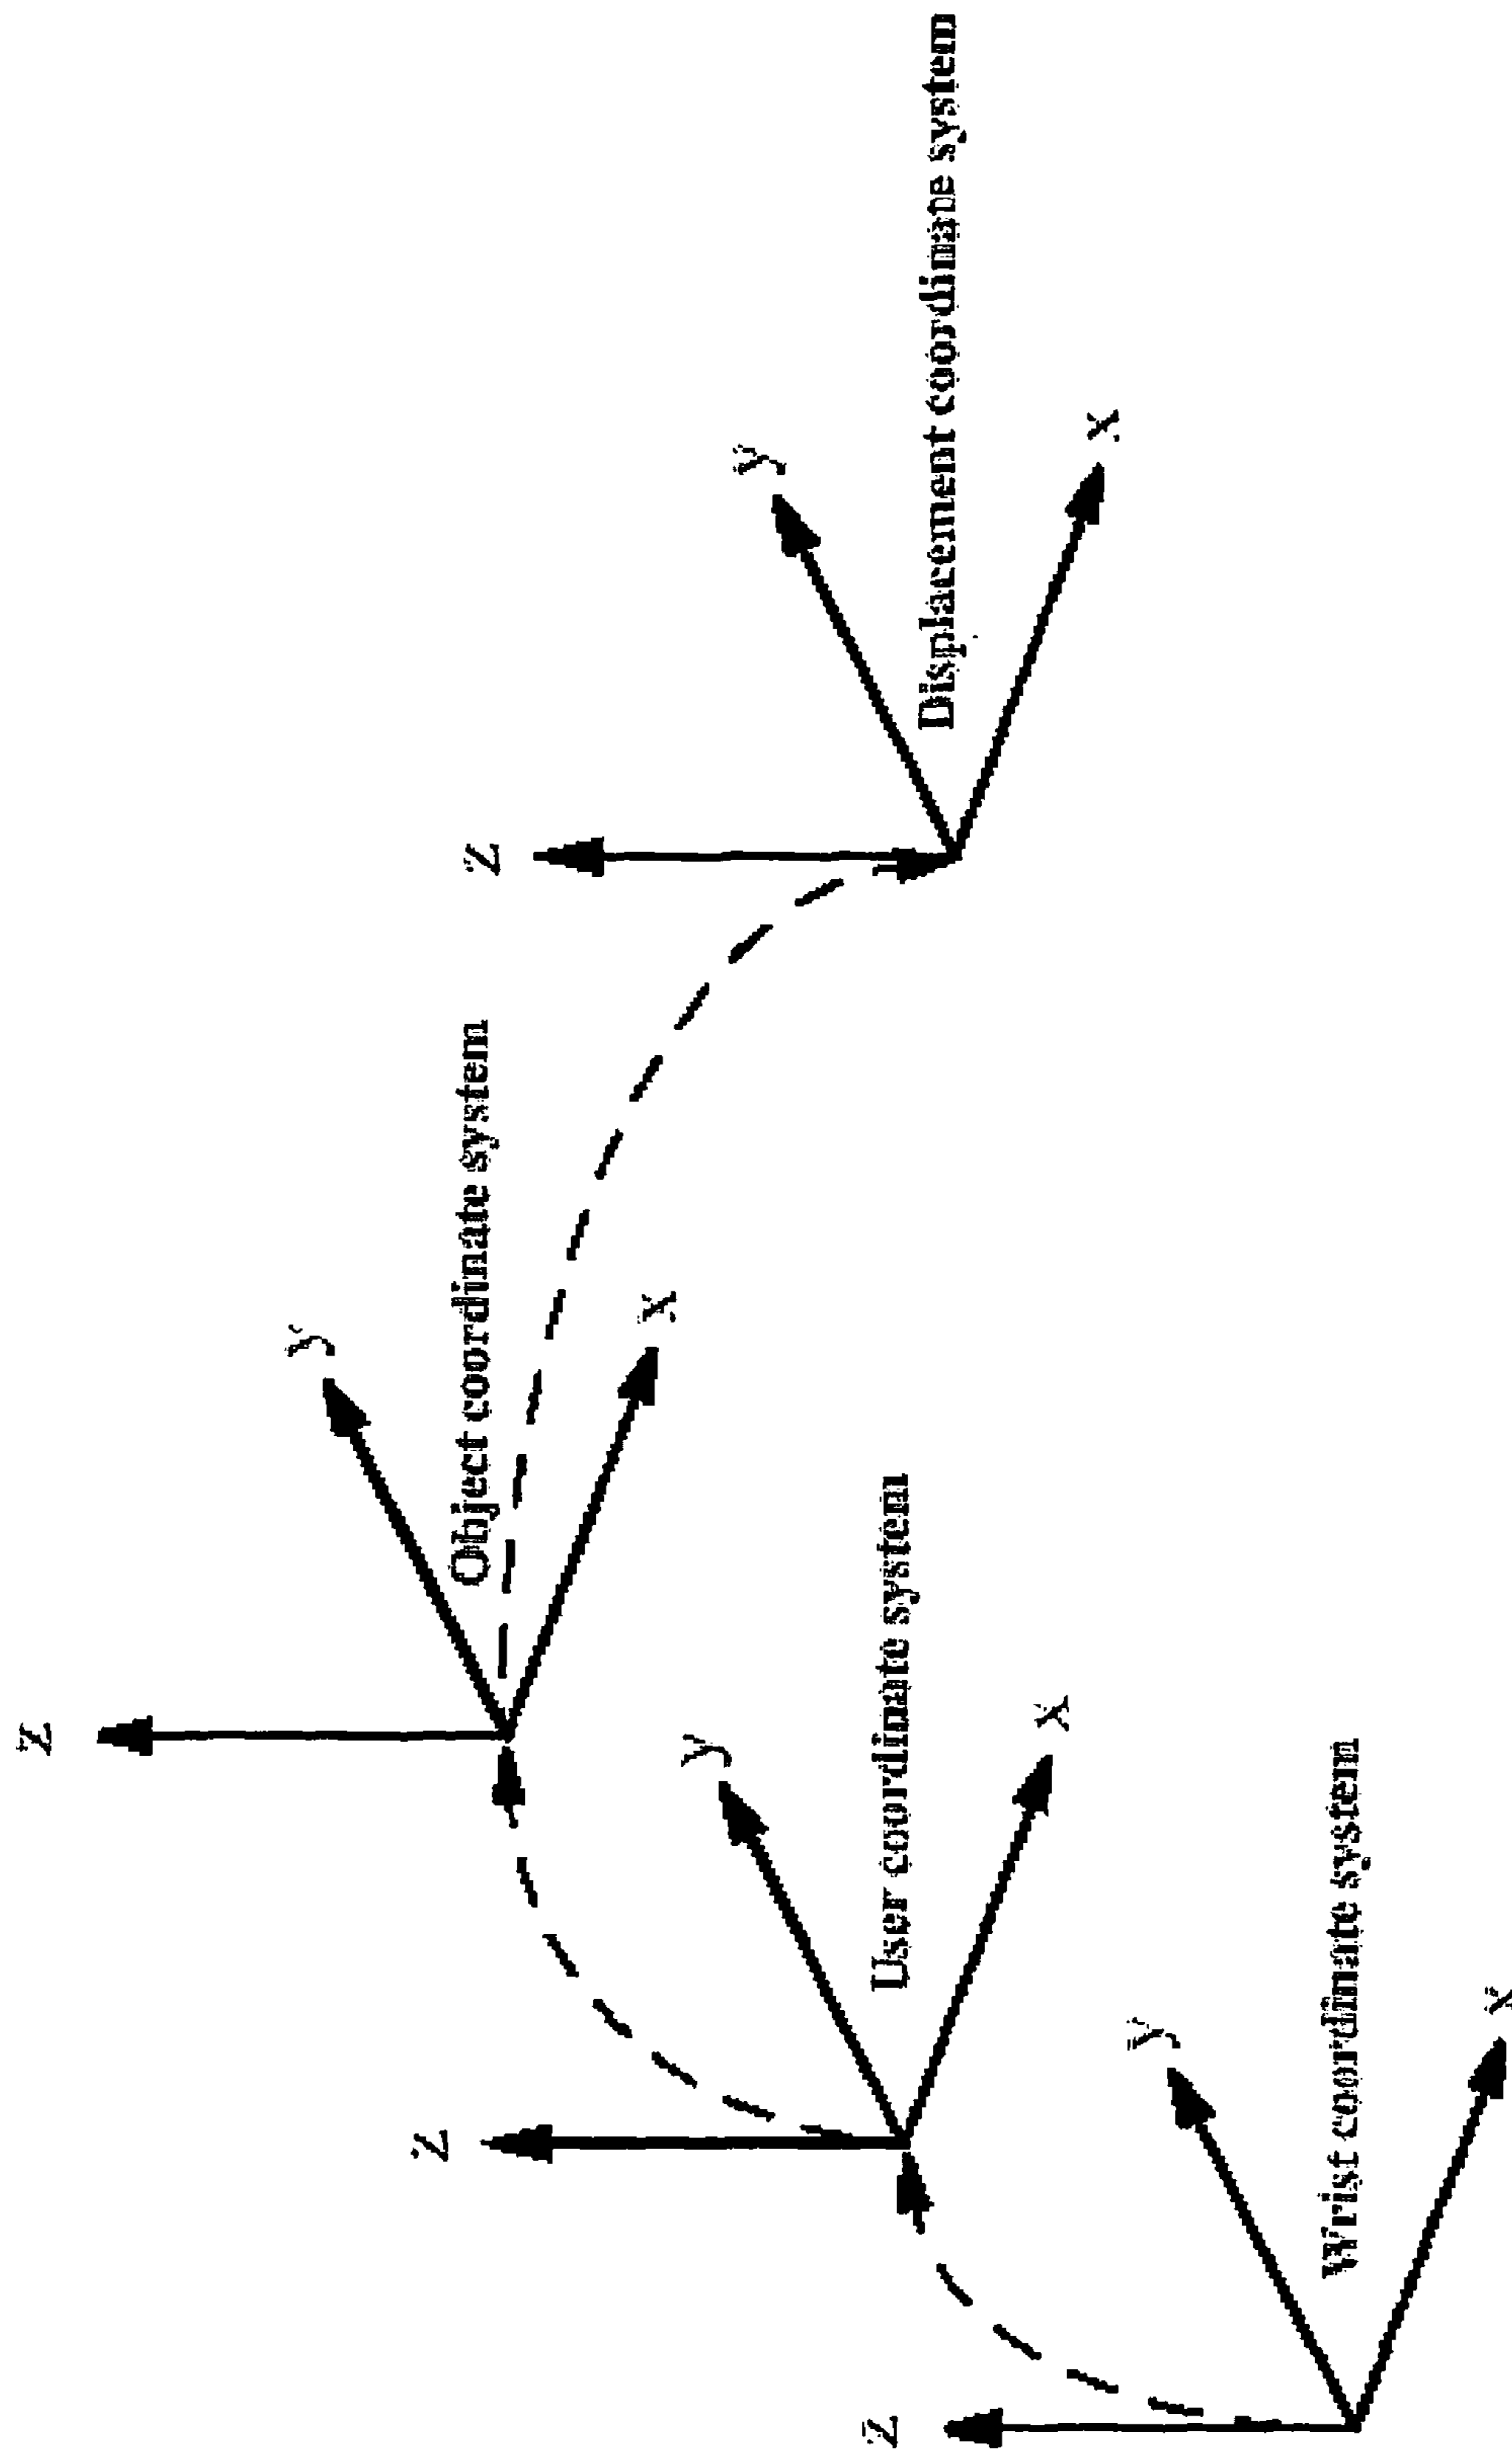 z
y
Object coordinate system
x
z
y
User coordinate system
x
z
y
Displacement coordinate system
x
z
y
Wrist coordinate system
x